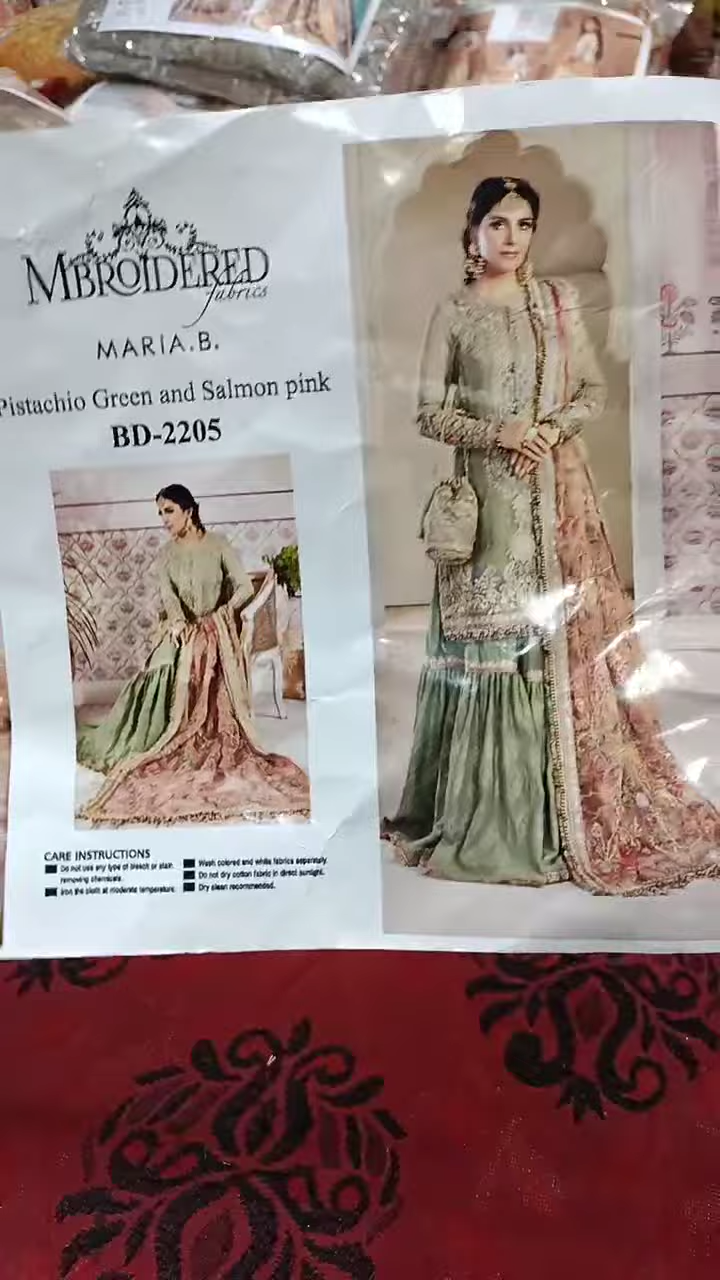 MBROIDERED
fabrics
MARIA.B.
Pistachio Green and Salmon pink
BD-2205
CARE INSTRUCTIONS
Do not use any type of bleach or stain
removing chemicals.
Iron the cloth at moderate temperature.
Wash colored and white fabrics separately.
Do not dry cotton fabric in direct sunlight.
Dry clean recommended.